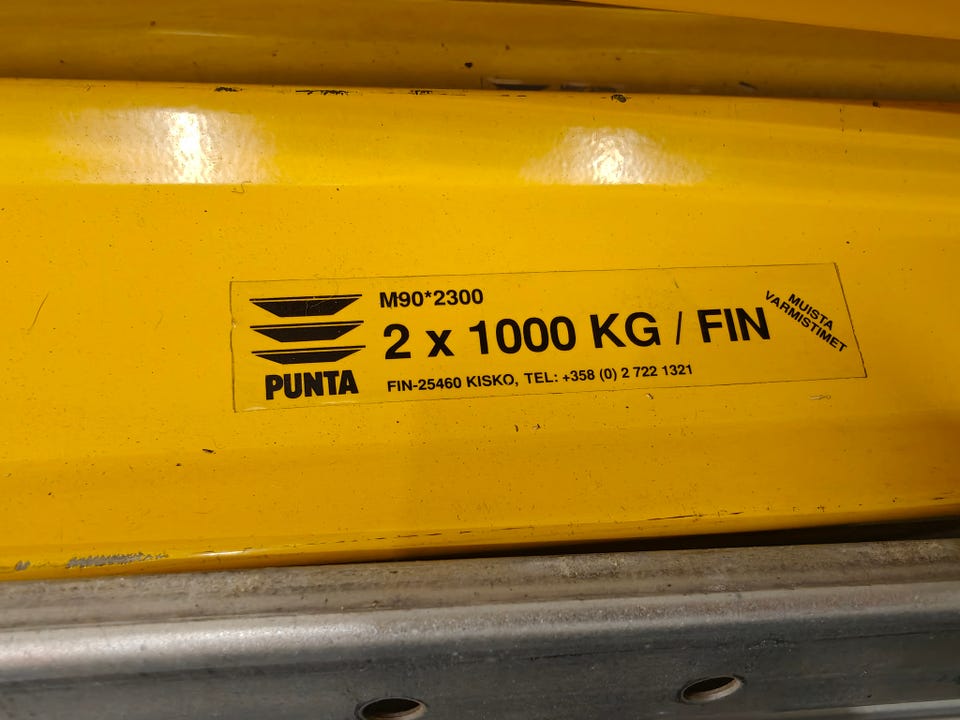 M90*2300
2 x 1000 KG / FIN
PUNTA
FIN-25460 KISKO, TEL: +358 (0) 2 722 1321
MUISTA
VARMISTIMET